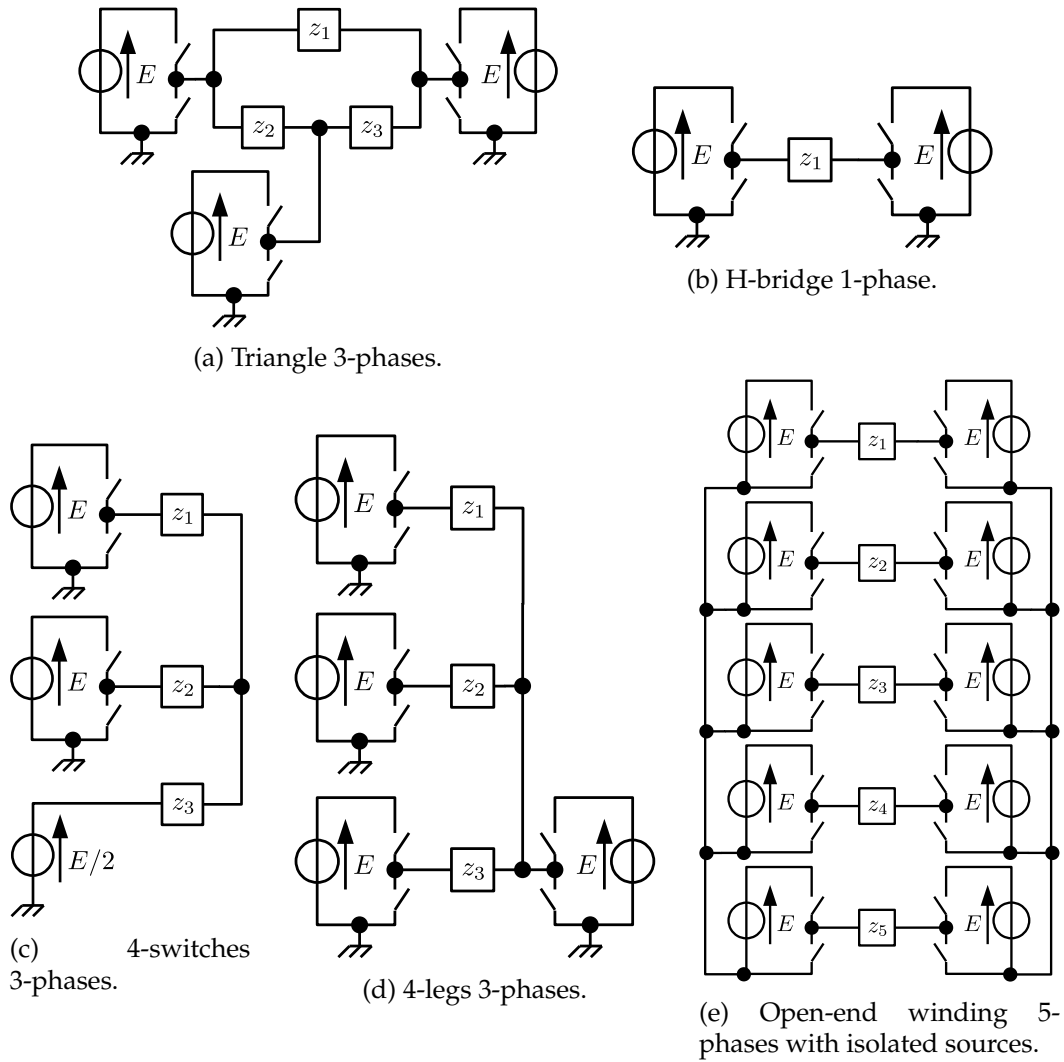 E
z1
E
z2
z3
E
(a) Triangle 3-phases.
E
z1
E
(b) H-bridge 1-phase.
E
z1
E
z2
z3
E/2
(c) 4-switches
3-phases.
E
z1
E
z2
E
z3
E
(d) 4-legs 3-phases.
E
z1
E
E
z2
E
E
z3
E
E
z4
E
E
z5
E
(e) Open-end winding 5-
phases with isolated sources.